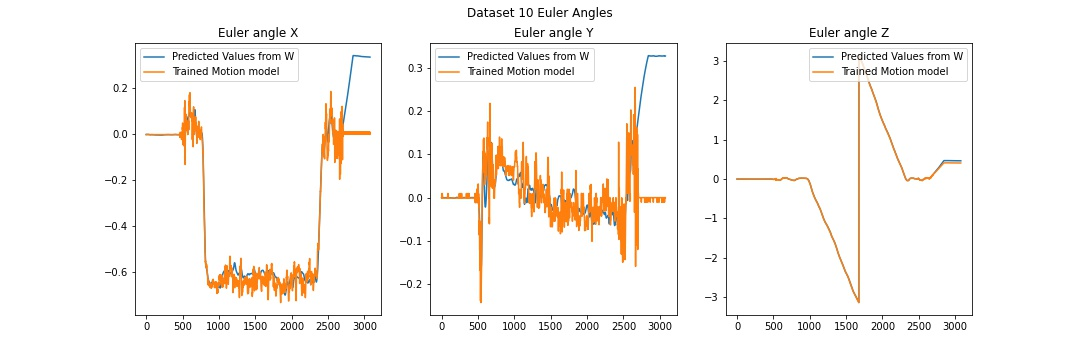 Dataset 10 Euler Angles
Euler angle X
Predicted Values from W
Trained Motion model
0.2
0.0
−0.2
−0.4
−0.6
0 500 1000 1500 2000 2500 3000
Euler angle Y
Predicted Values from W
Trained Motion model
0.3
0.2
0.1
0.0
−0.1
−0.2
0 500 1000 1500 2000 2500 3000
Euler angle Z
Predicted Values from W
Trained Motion model
3
2
1
0
−1
−2
−3
0 500 1000 1500 2000 2500 3000